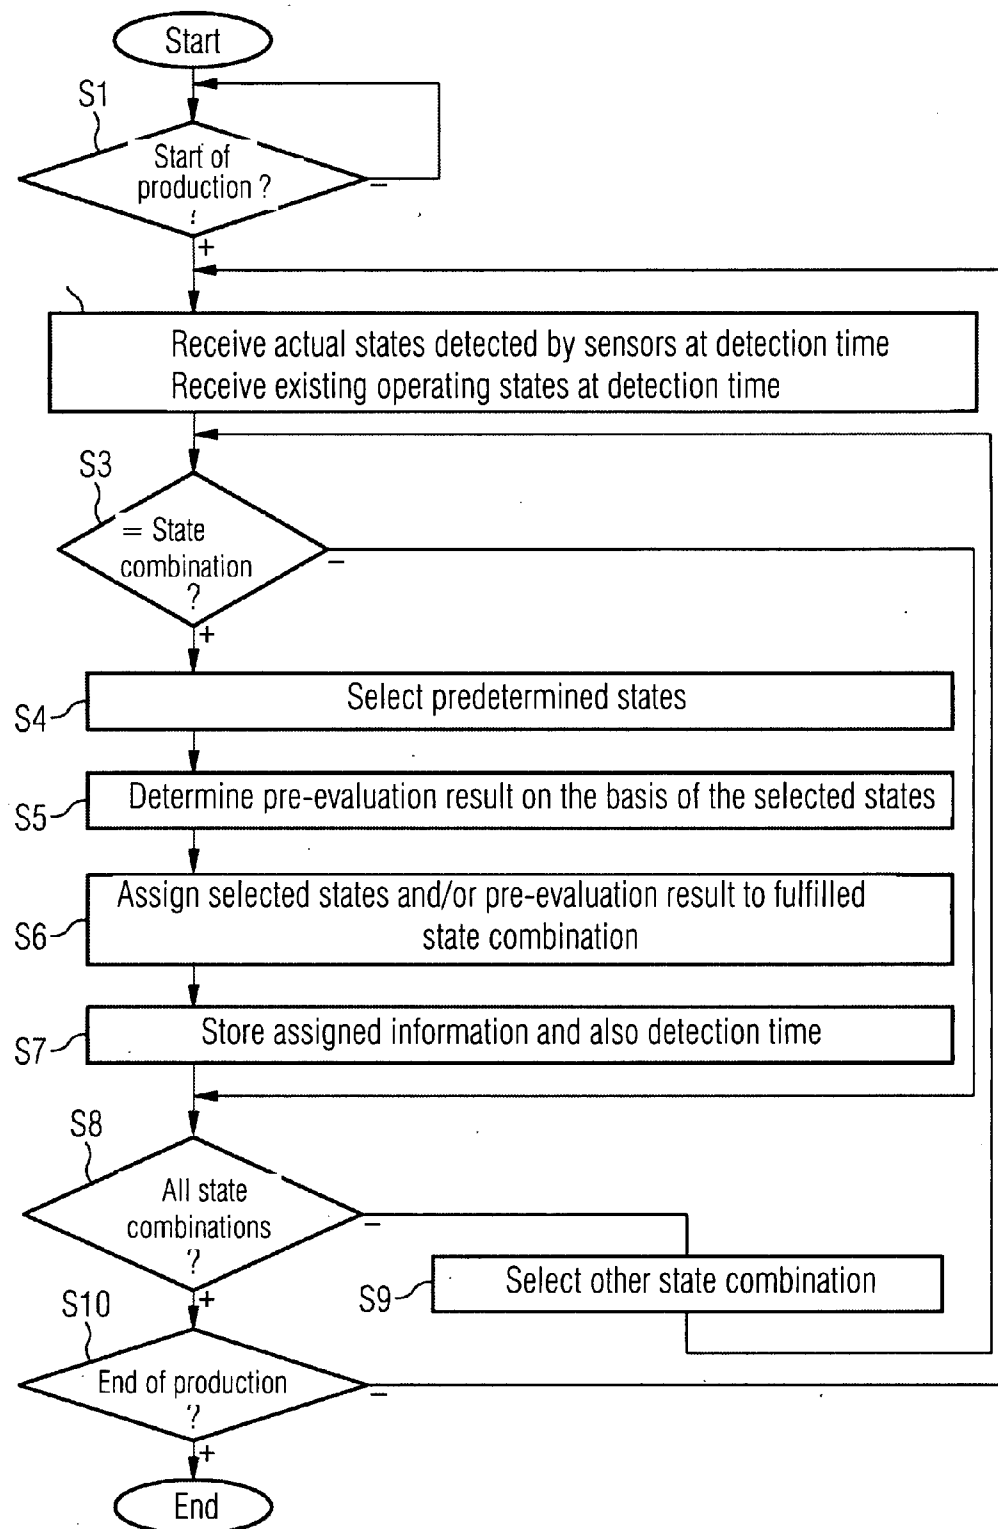 Start
S1
Start of
production ?
−
+
Receive actual states detected by sensors at detection time
Receive existing operating states at detection time
S3
= State
combination
?
−
+
S4
Select predetermined states
S5
Determine pre-evaluation result on the basis of the selected states
S6
Assign selected states and/or pre-evaluation result to fulfilled
state combination
S7
Store assigned information and also detection time
S8
All state
combinations
?
−
+
S9
Select other state combination
S10
End of production
?
−
+
End